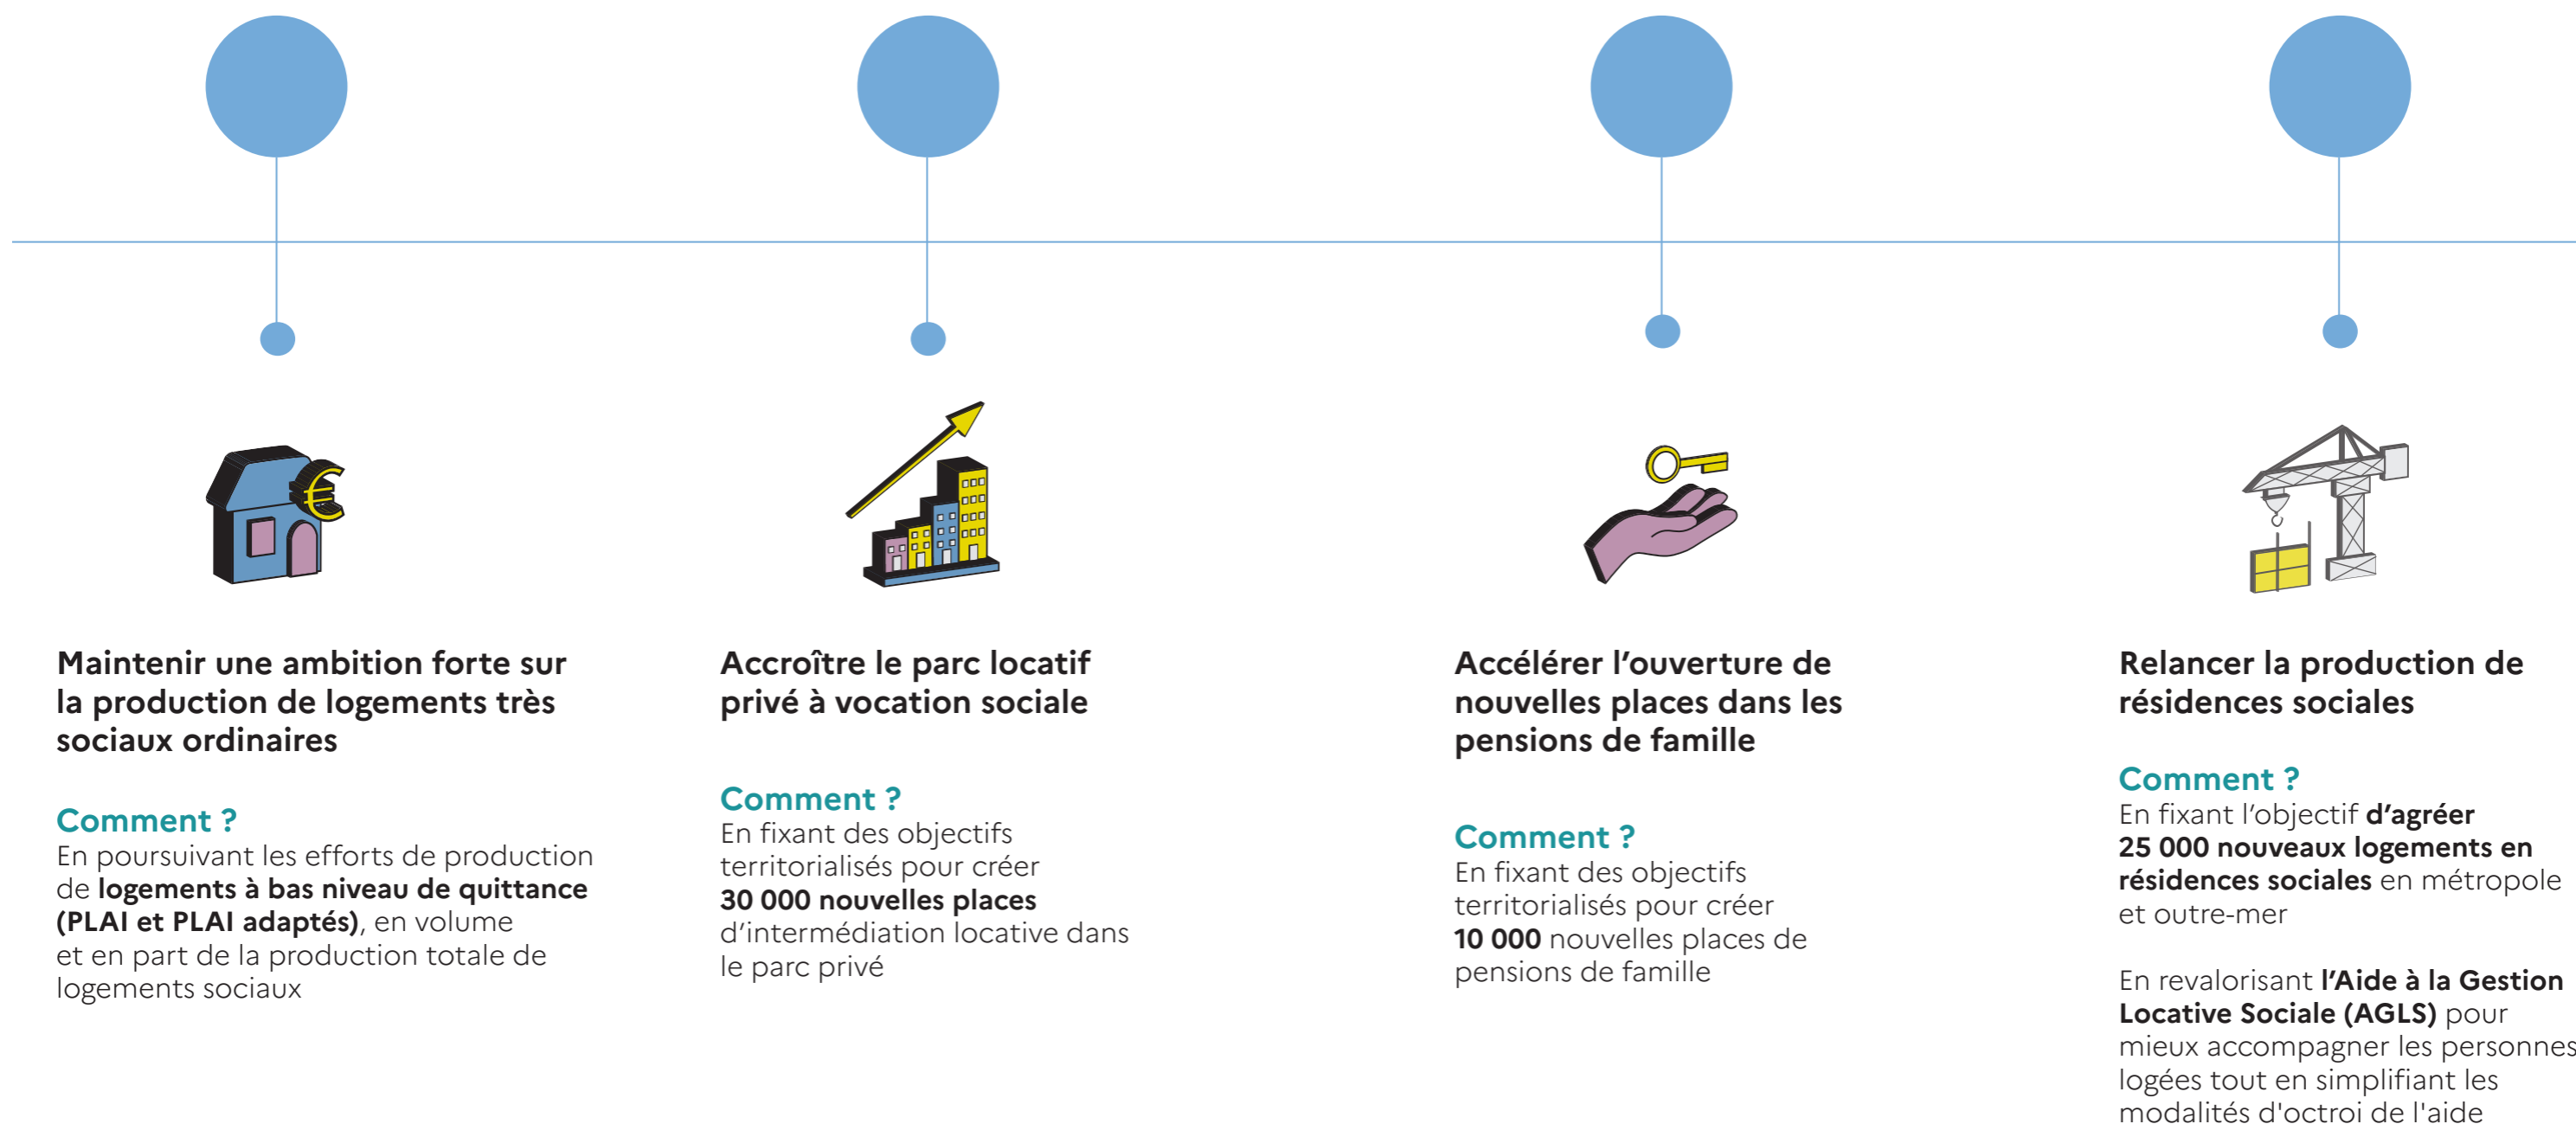 Maintenir une ambition forte sur
la production de logements très
sociaux ordinaires
Comment ?
En poursuivant les efforts de production
de logements à bas niveau de quittance
(PLAI et PLAI adaptés), en volume
et en part de la production totale de
logements sociaux
Accroître le parc locatif
privé à vocation sociale
Comment ?
En fixant des objectifs
territorialisés pour créer
30 000 nouvelles places
d’intermédiation locative dans
le parc privé
Accélérer l’ouverture de
nouvelles places dans les
pensions de famille
Comment ?
En fixant des objectifs
territorialisés pour créer
10 000 nouvelles places de
pensions de famille
Relancer la production de
résidences sociales
Comment ?
En fixant l’objectif d’agréer
25 000 nouveaux logements en
résidences sociales en métropole
et outre-mer
En revalorisant l’Aide à la Gestion
Locative Sociale (AGLS) pour
mieux accompagner les personnes
logées tout en simplifiant les
modalités d'octroi de l'aide